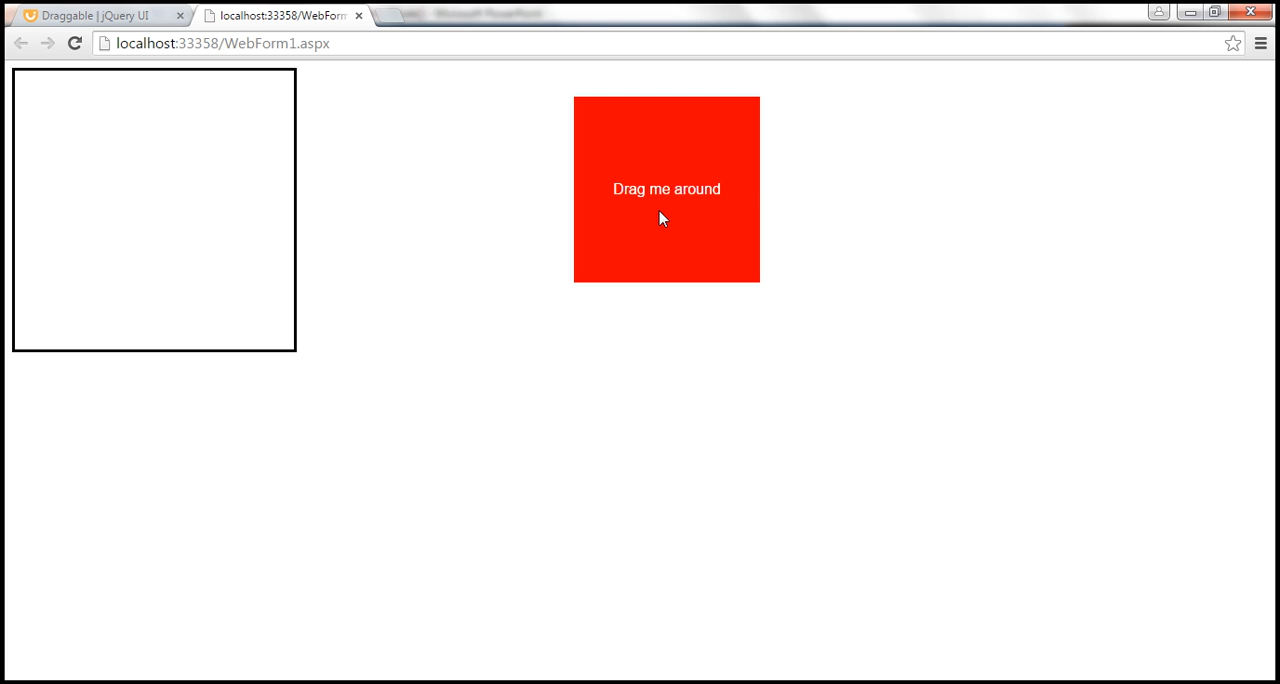 Draggable | jQuery UI
localhost:33358/WebForm
localhost:33358/WebForm1.aspx
Drag me around